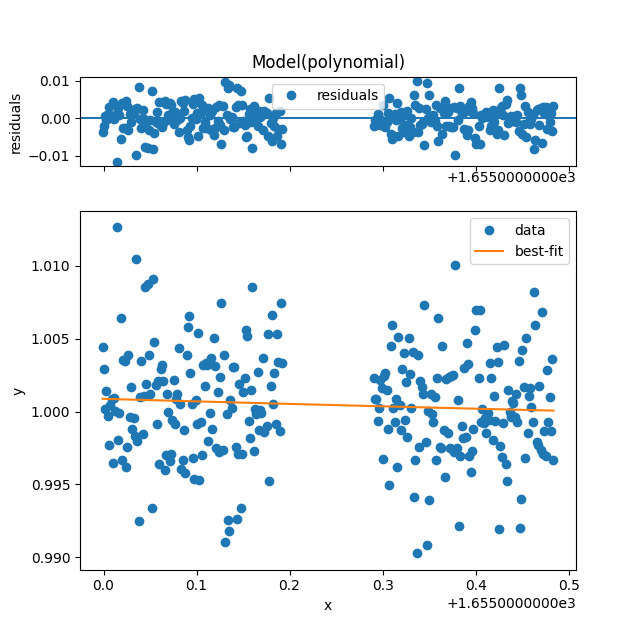 Model(polynomial)
residuals
0.01
0.00
−0.01
residuals
+1.6550000000e3
y
1.010
1.005
1.000
0.995
0.990
data
best-fit
0.0 0.1 0.2 0.3 0.4 0.5
x
+1.6550000000e3